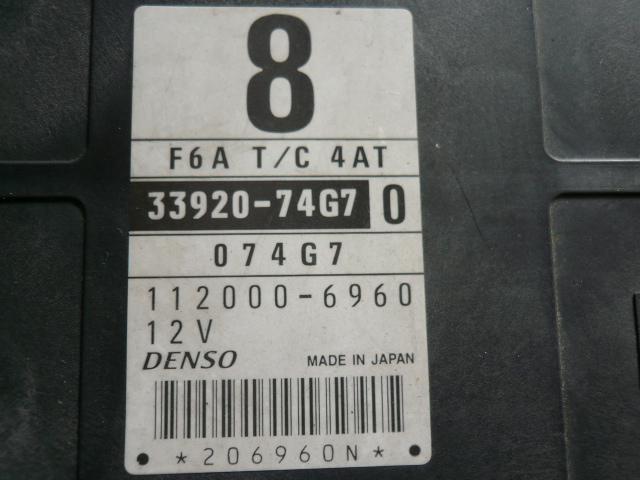 8
F6A T/C 4AT
33920-74G7 0
074G7
112000-6960
12V
DENSO MADE IN JAPAN
*206960N*